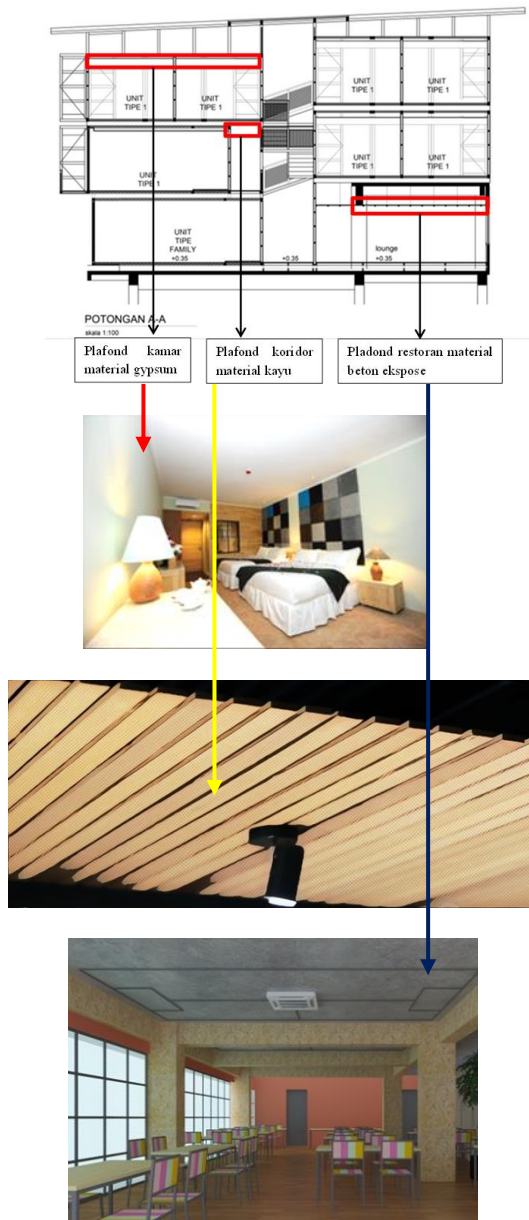 UNIT
TIPE 1
UNIT
TIPE 1
UNIT
TIPE 1
UNIT
TIPE 1
UNIT
TIPE 1
UNIT
TIPE 1
UNIT
TIPE 1
UNIT
TIPE
FAMILY
+0.35
+0.35
lounge
+0.35
POTONGAN A-A
skala 1:100
Plafond kamar
material gypsum
Plafond koridor
material kayu
Pladond restoran material
beton ekspose